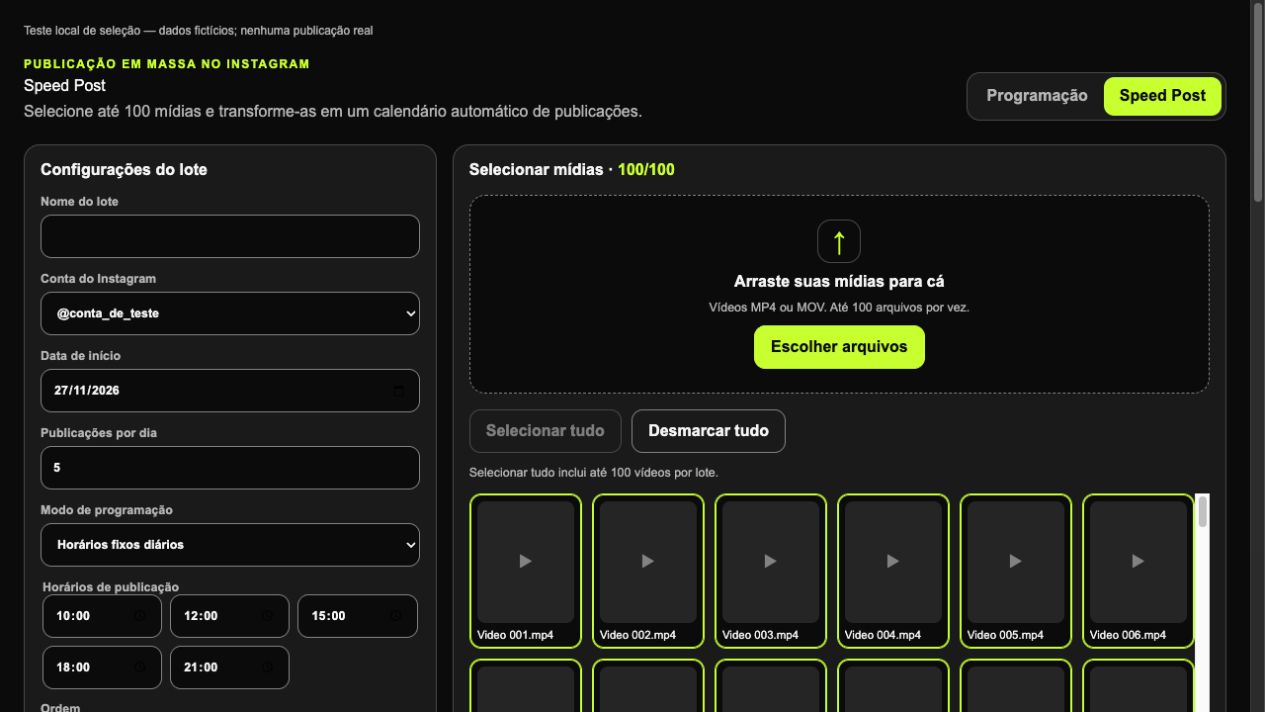 Teste local de seleção — dados fictícios; nenhuma publicação real
PUBLICAÇÃO EM MASSA NO INSTAGRAM
Speed Post
Selecione até 100 mídias e transforme-as em um calendário automático de publicações.
Programação
Speed Post
Configurações do lote
Nome do lote
Conta do Instagram
@conta_de_teste
Data de início
27/11/2026
Publicações por dia
5
Modo de programação
Horários fixos diários
Horários de publicação
10:00
12:00
15:00
18:00
21:00
Ordem
Selecionar mídias · 100/100
Arraste suas mídias para cá
Vídeos MP4 ou MOV. Até 100 arquivos por vez.
Escolher arquivos
Selecionar tudo
Desmarcar tudo
Selecionar tudo inclui até 100 vídeos por lote.
Video 001.mp4
Video 002.mp4
Video 003.mp4
Video 004.mp4
Video 005.mp4
Video 006.mp4